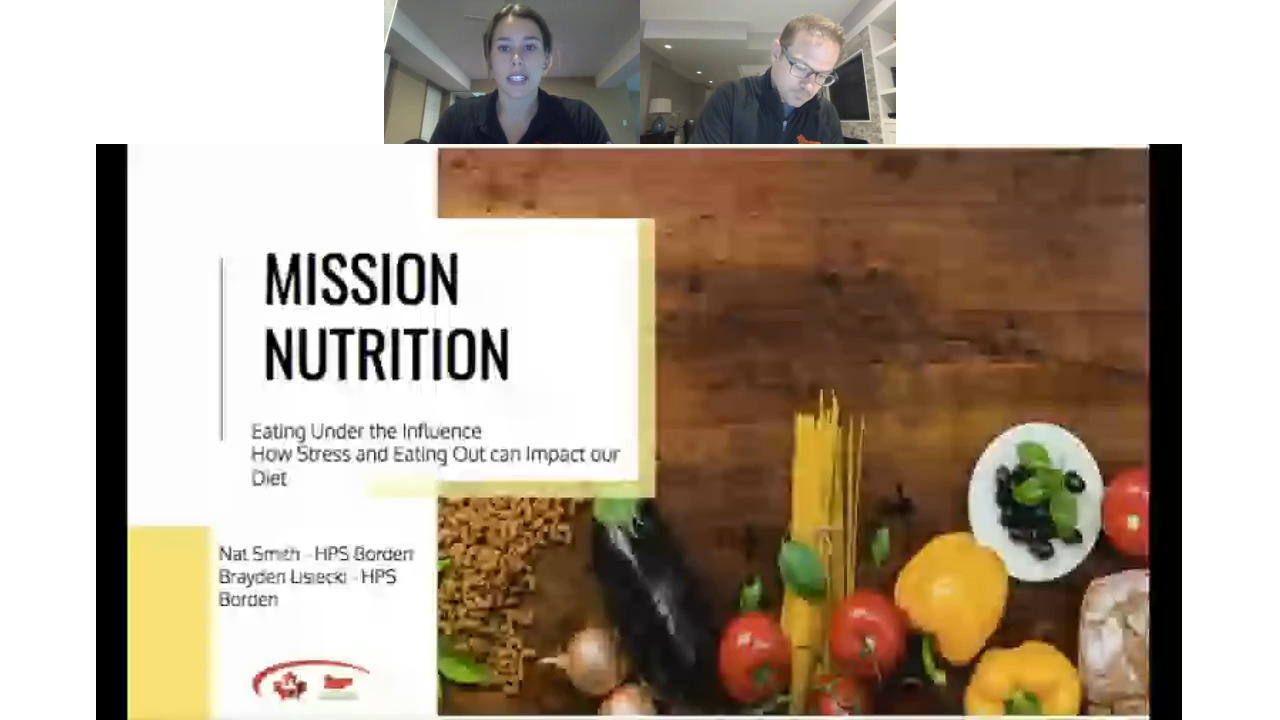 MISSION
NUTRITION
Eating Under the Influence
How Stress and Eating Out can Impact our
Diet
Nat Smith - HPS Borden
Brayden Lisiecki - HPS
Borden